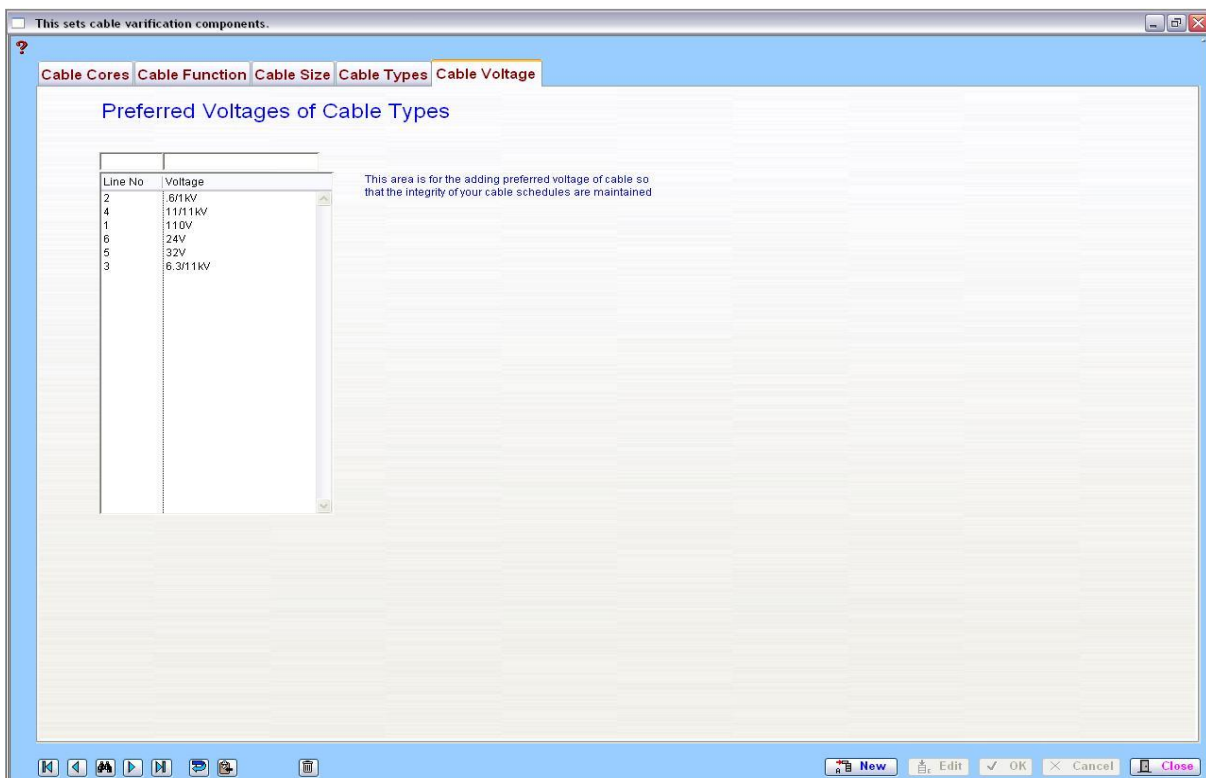 This sets cable varification components.
?
Cable Cores Cable Function Cable Size Cable Types Cable Voltage
Preferred Voltages of Cable Types
Line No Voltage
2 .6/1kV
4 11/11kV
1 110V
6 24V
5 32V
3 6.3/11kV
This area is for the adding preferred voltage of cable so
that the integrity of your cable schedules are maintained
New Edit OK Cancel Close